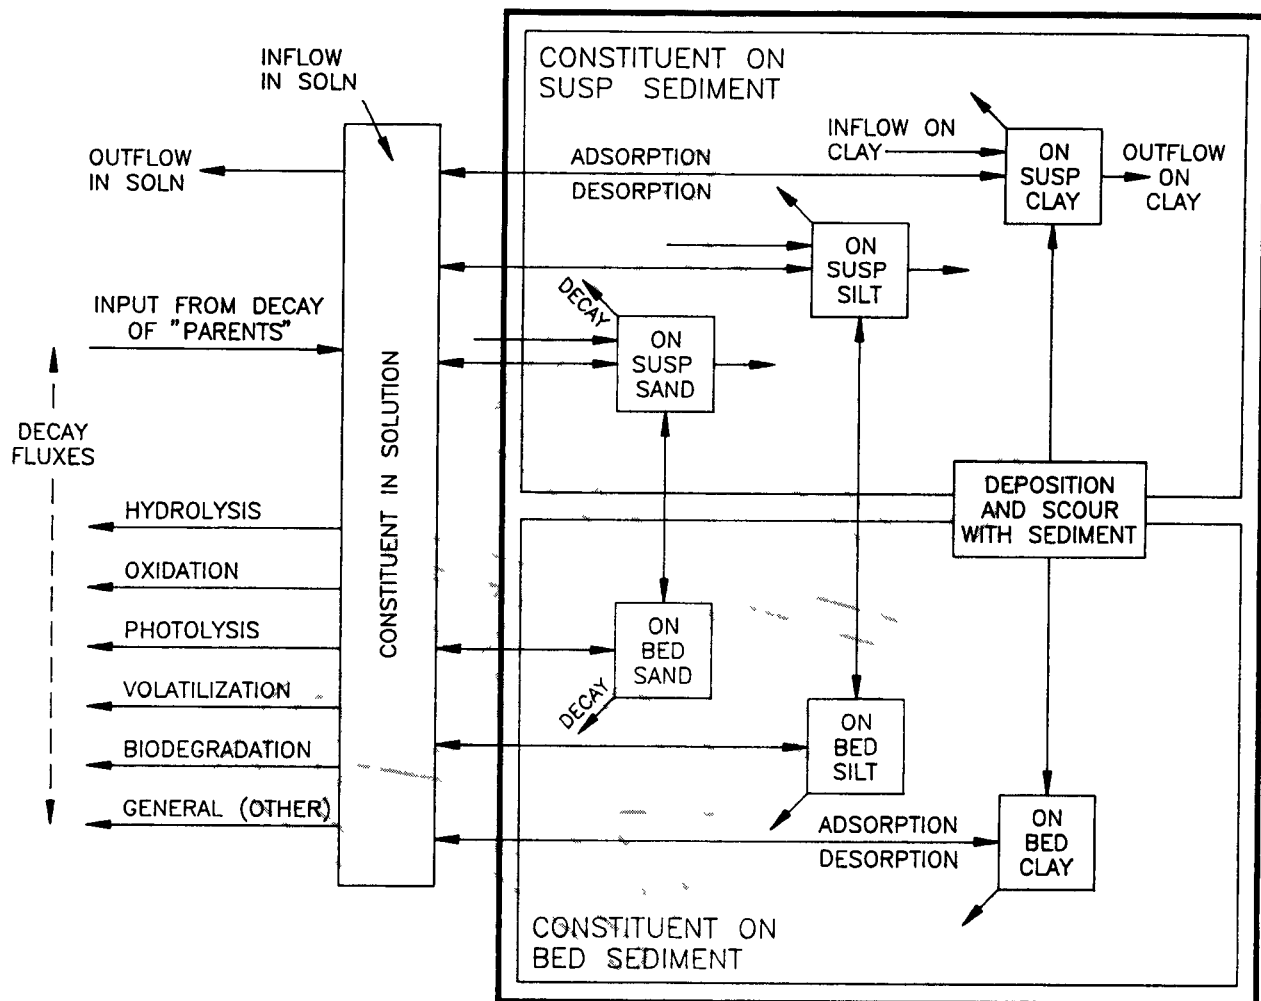 INFLOW
IN SOLN
OUTFLOW
IN SOLN
INPUT FROM DECAY
OF "PARENTS"
DECAY
FLUXES
HYDROLYSIS
OXIDATION
PHOTOLYSIS
VOLATILIZATION
BIODEGRADATION
GENERAL (OTHER)
CONSTITUENT IN SOLUTION
CONSTITUENT ON
SUSP SEDIMENT
ADSORPTION
DESORPTION
INFLOW ON
CLAY
ON
SUSP
CLAY
OUTFLOW
ON
CLAY
ON
SUSP
SILT
DECAY
ON
SUSP
SAND
DEPOSITION
AND SCOUR
WITH SEDIMENT
ON
BED
SAND
DECAY
ON
BED
SILT
ADSORPTION
DESORPTION
ON
BED
CLAY
CONSTITUENT ON
BED SEDIMENT